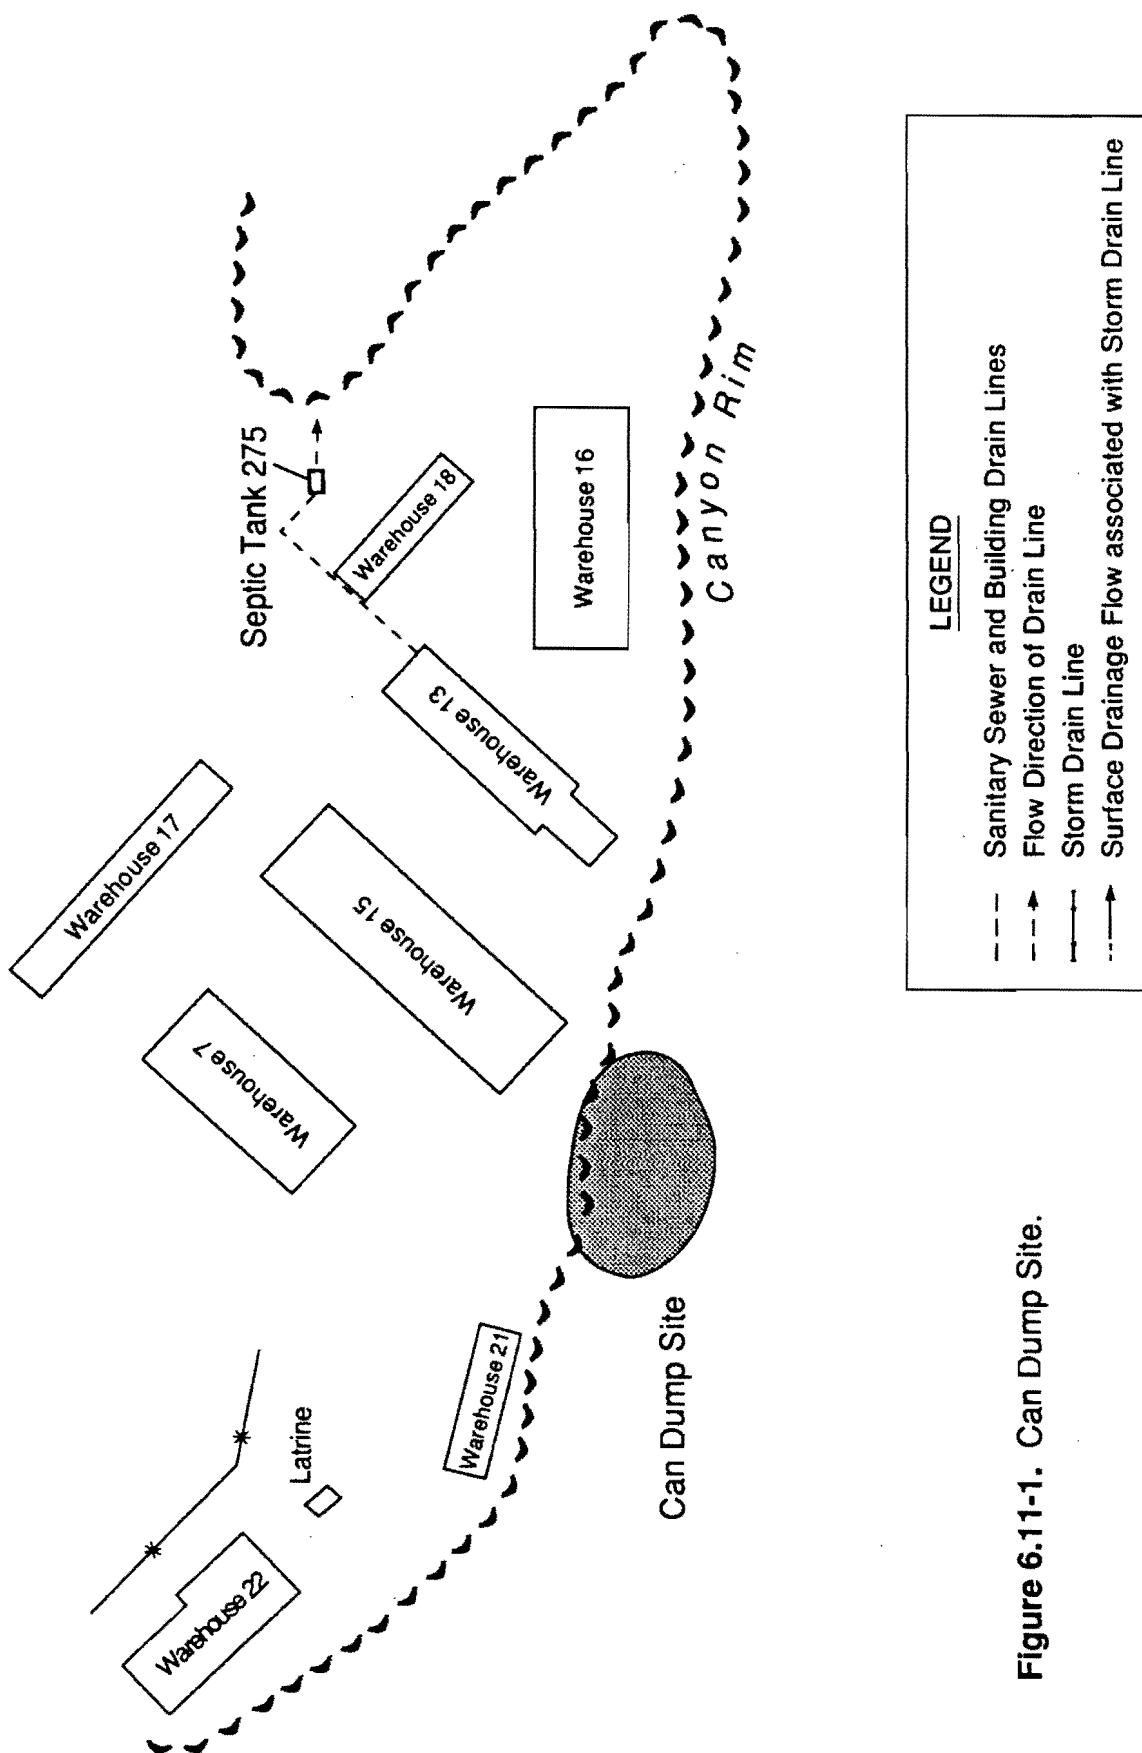 Warehouse 22
Latrine
Warehouse 21
Warehouse 7
Warehouse 17
Warehouse 15
Warehouse 13
Warehouse 18
Septic Tank 275
Warehouse 16
Canyon Rim
Can Dump Site
LEGEND
Sanitary Sewer and Building Drain Lines
Flow Direction of Drain Line
Storm Drain Line
Surface Drainage Flow associated with Storm Drain Line
Figure 6.11-1. Can Dump Site.